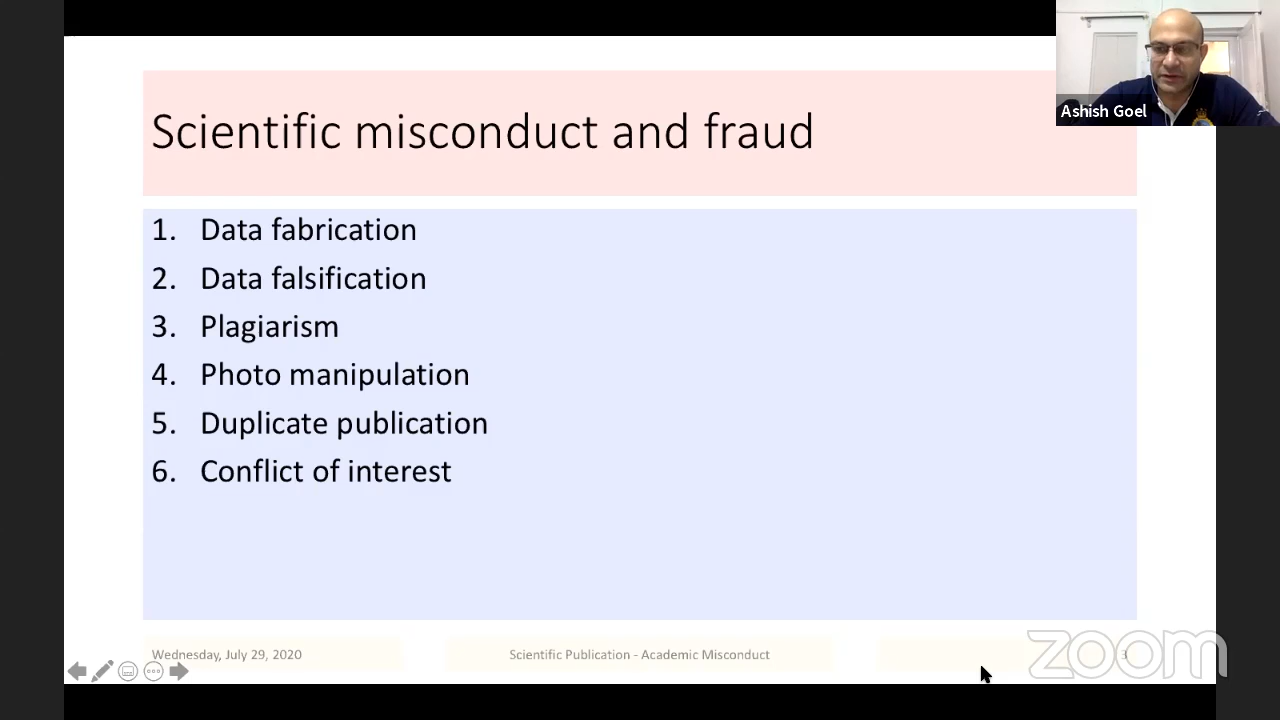 Scientific misconduct and fraud
Ashish Goel
1. Data fabrication
2. Data falsification
3. Plagiarism
4. Photo manipulation
5. Duplicate publication
6. Conflict of interest
Wednesday, July 29, 2020
Scientific Publication - Academic Misconduct
3
zoom